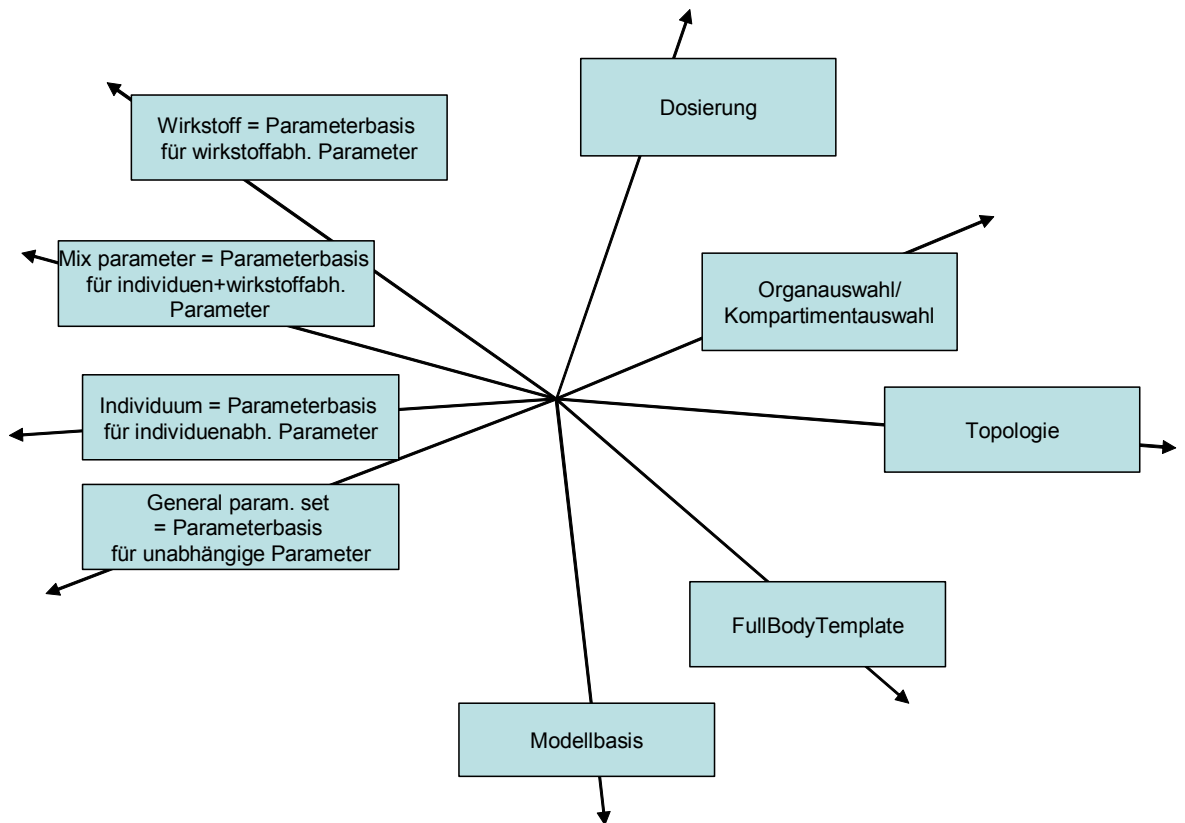 Dosierung
Wirkstoff = Parameterbasis
für wirkstoffabh. Parameter
Organauswahl/
Kompartimentauswahl
Mix parameter = Parameterbasis
für individuen+wirkstoffabh.
Parameter
Individuum = Parameterbasis
für individuenabh. Parameter
Topologie
General param. set
= Parameterbasis
für unabhängige Parameter
FullBodyTemplate
Modellbasis